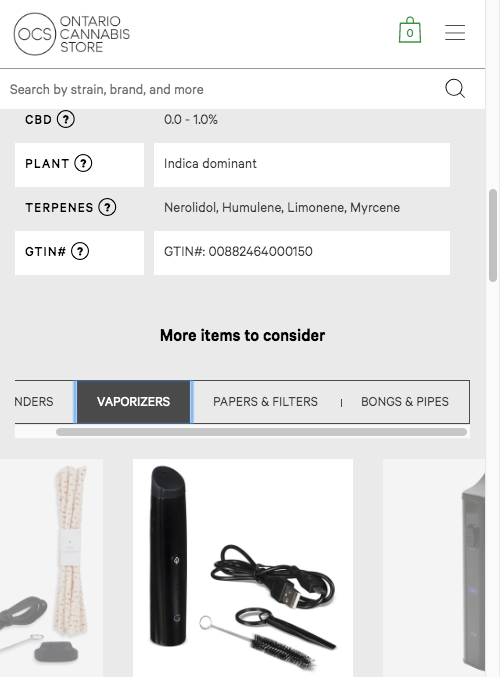 OCS ONTARIO
CANNABIS
STORE
0
Search by strain, brand, and more
CBD ? 0.0 - 1.0%
PLANT ? Indica dominant
TERPENES ? Nerolidol, Humulene, Limonene, Myrcene
GTIN# ? GTIN#: 00882464000150
More items to consider
NDERS VAPORIZERS PAPERS & FILTERS | BONGS & PIPES
G